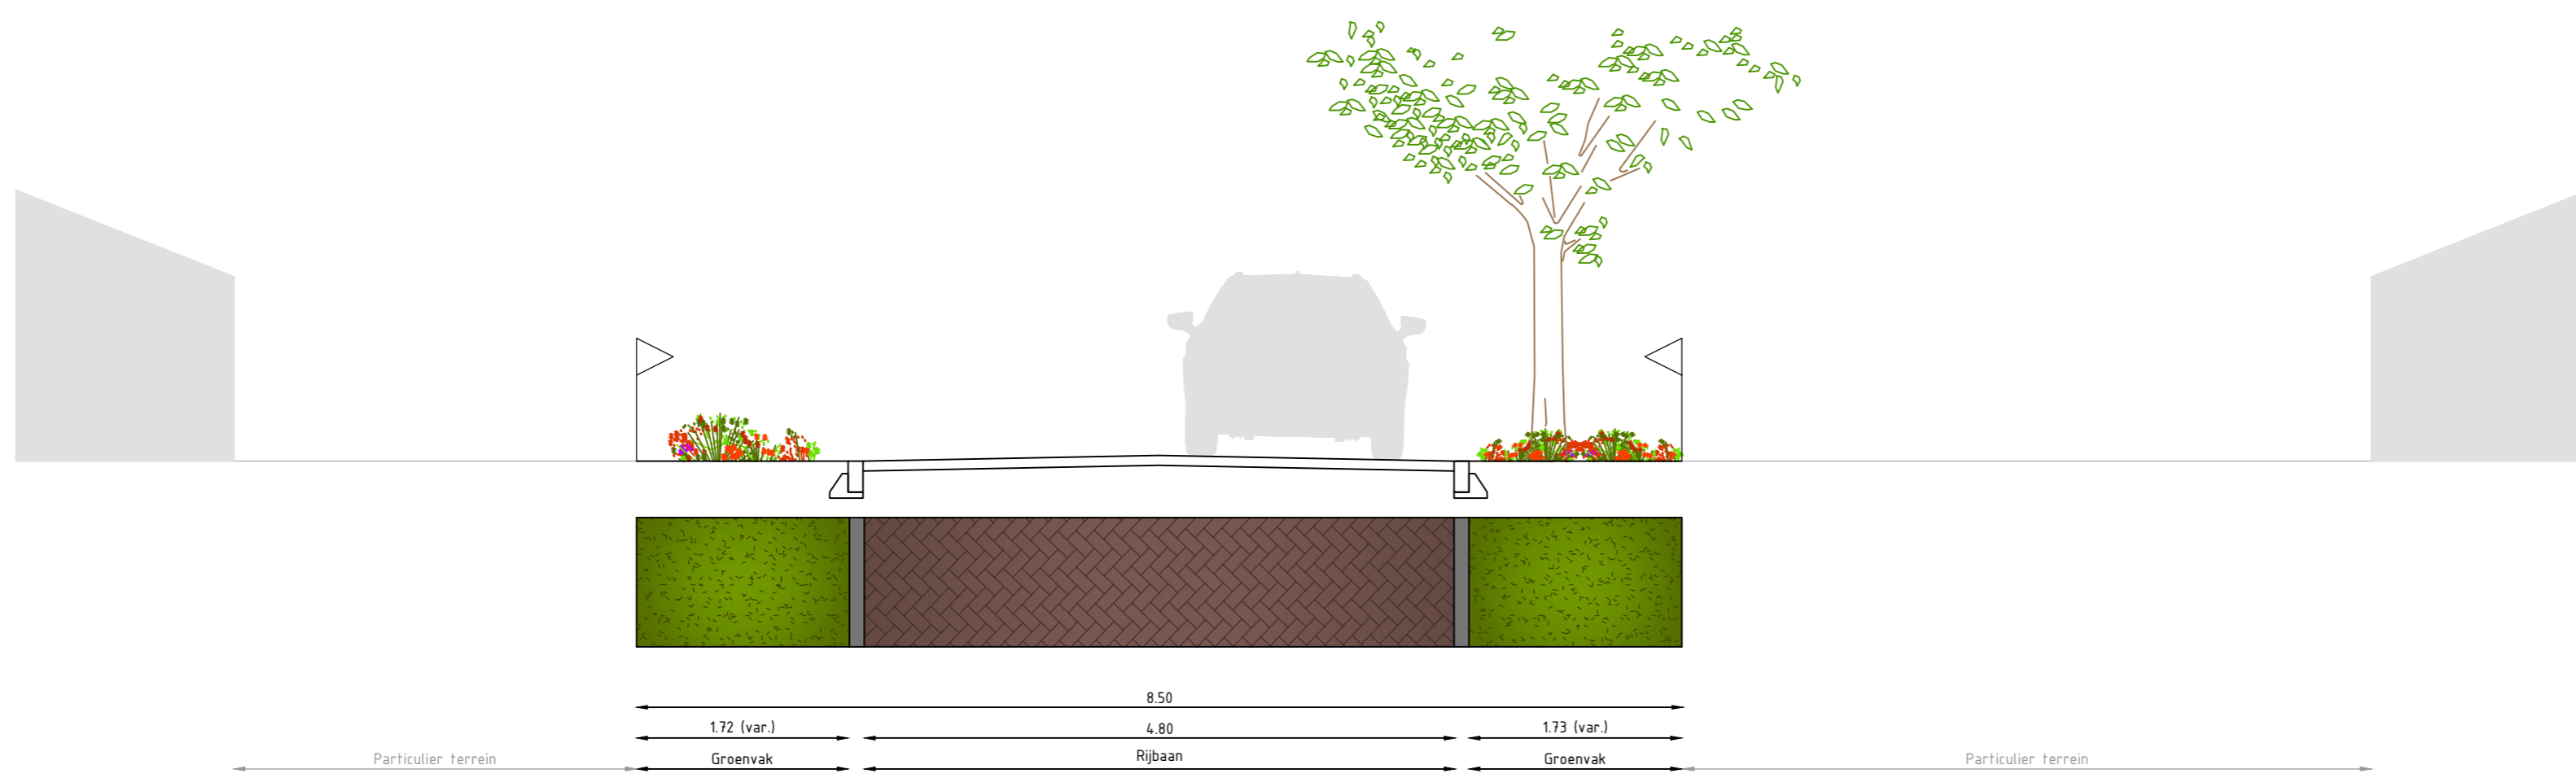 8.50
1.72 (var.)
4.80
1.73 (var.)
Particulier terrein
Groenvak
Rijbaan
Groenvak
Particulier terrein